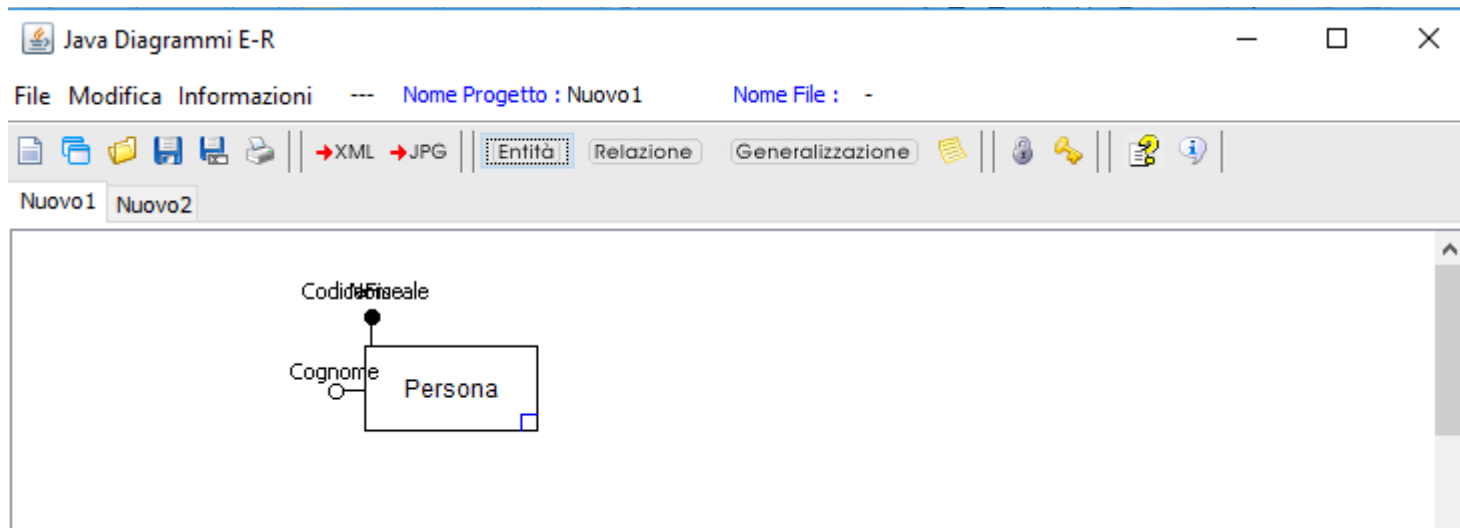 Java Diagrammi E-R
File Modifica Informazioni --- Nome Progetto : Nuovo1 Nome File : -
XML JPG Entità Relazione Generalizzazione
Nuovo1 Nuovo2
Cognome
Persona